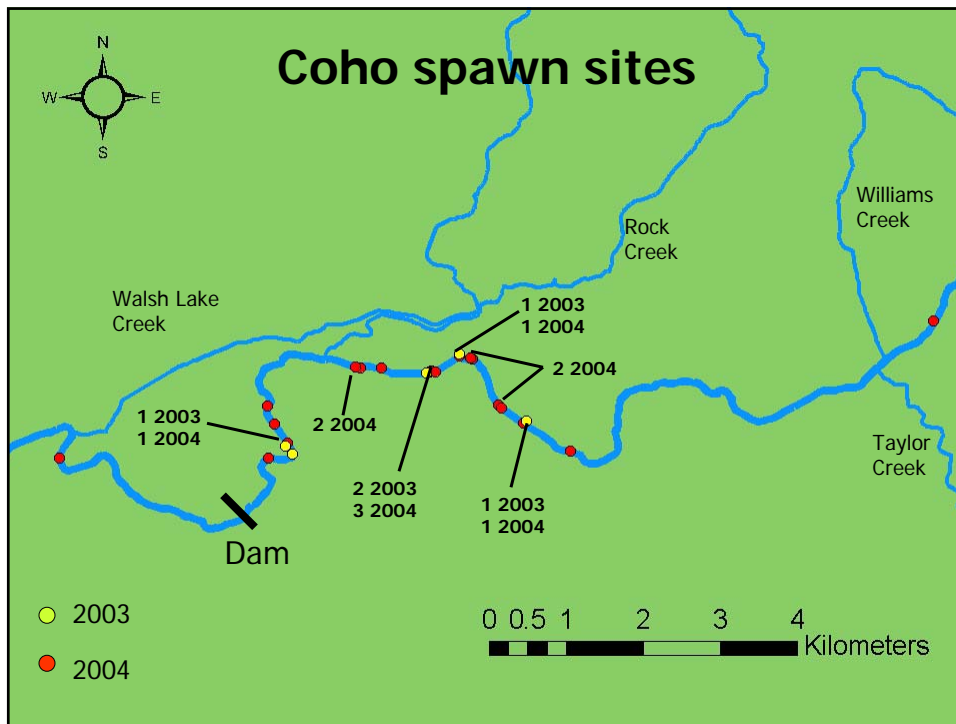 Coho spawn sites
N
W E
S
Williams
Creek
Rock
Creek
Walsh Lake
Creek
1 2003
1 2004
2 2004
1 2003
1 2004
2 2004
2 2003
3 2004
1 2003
1 2004
Taylor
Creek
Dam
2003
2004
0 0.5 1 2 3 4
Kilometers